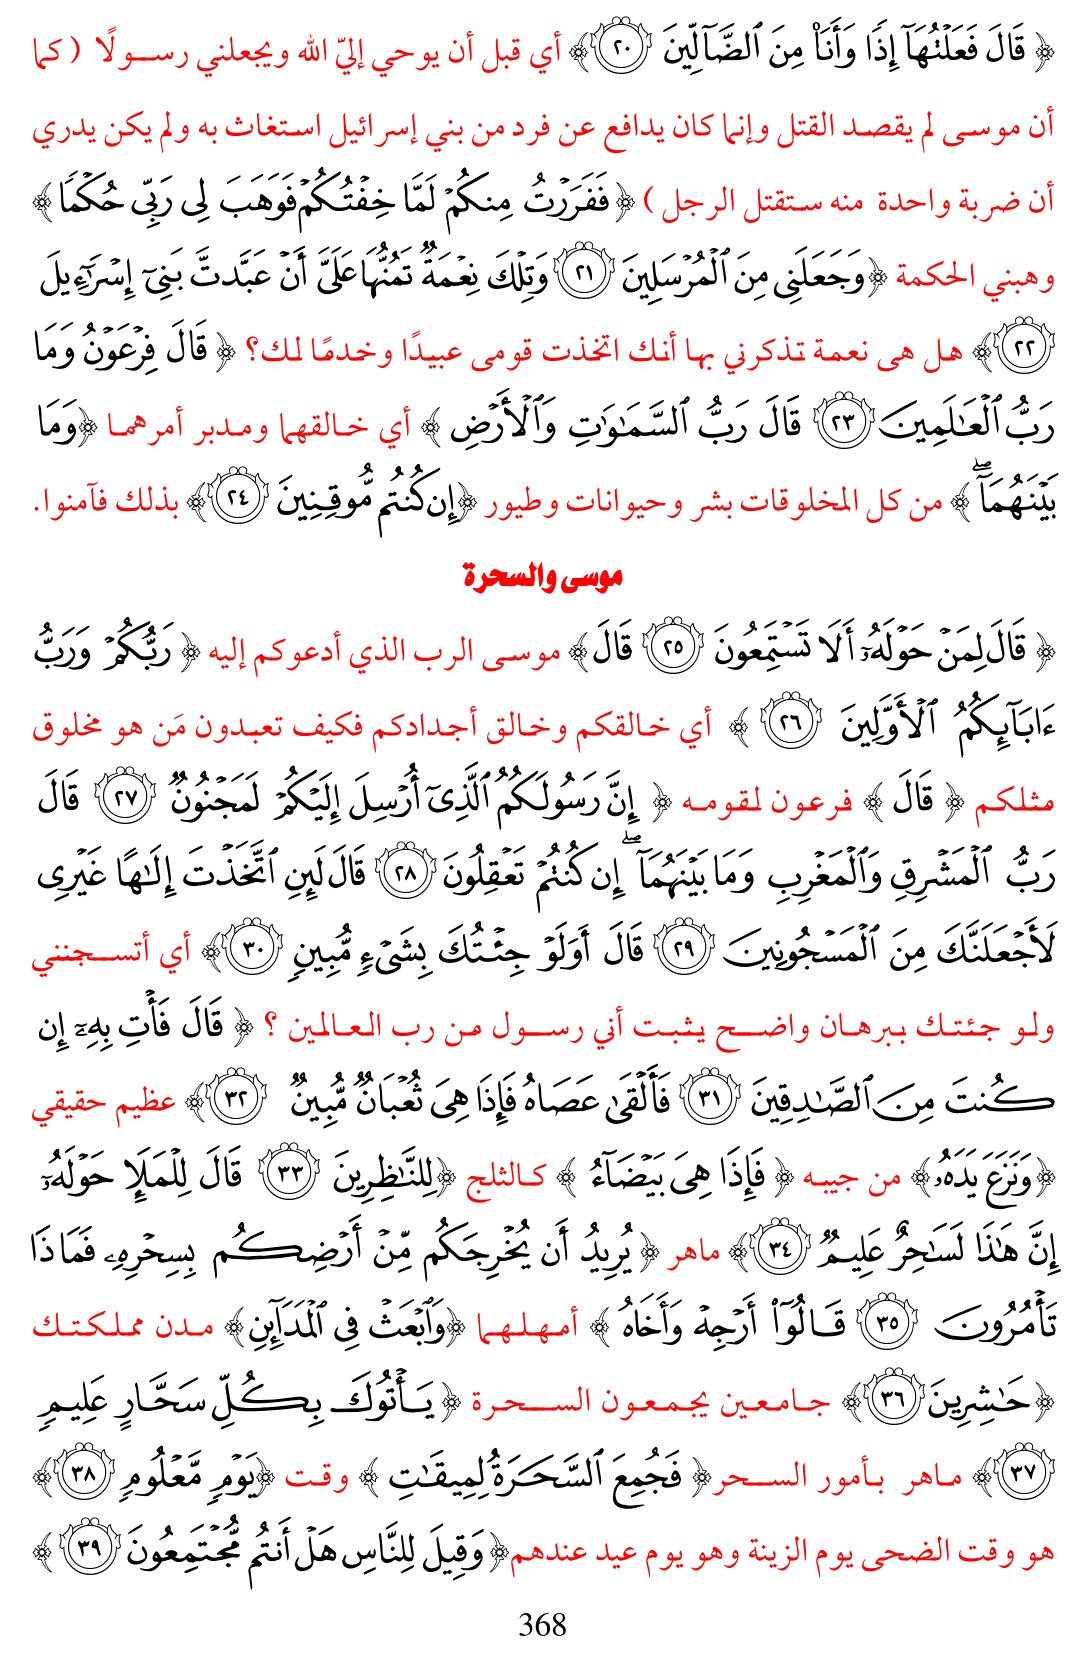 ﴿ قَالَ فَعَلْتُهَآ إِذًا وَأَنَا۠ مِنَ ٱلضَّآلِّينَ ٢٠ ﴾ أي قبل أن يوحي إليّ الله ويجعلني رسولًا ( كما
أن موسى لم يقصد القتل وإنما كان يدافع عن فرد من بني إسرائيل استغاث به ولم يكن يدري
أن ضربة واحدة منه ستقتل الرجل ) ﴿ فَفَرَرْتُ مِنكُمْ لَمَّا خِفْتُكُمْ فَوَهَبَ لِى رَبِّى حُكْمًا ﴾
وهبني الحكمة ﴿ وَجَعَلَنِى مِنَ ٱلْمُرْسَلِينَ ٢١ وَتِلْكَ نِعْمَةٌ تَمُنُّهَا عَلَىَّ أَنْ عَبَّدتَّ بَنِىٓ إِسْرَٰٓءِيلَ
٢٢ ﴾ هل هى نعمة تذكرني بها أنك اتخذت قومى عبيدًا وخدمًا لك؟ ﴿ قَالَ فِرْعَوْنُ وَمَا
رَبُّ ٱلْعَٰلَمِينَ ٢٣ قَالَ رَبُّ ٱلسَّمَٰوَٰتِ وَٱلْأَرْضِ ﴾ أي خالقهما ومدبر أمرهما ﴿ وَمَا
بَيْنَهُمَآ ۖ ﴾ من كل المخلوقات بشر وحيوانات وطيور ﴿ إِن كُنتُم مُّوقِنِينَ ٢٤ ﴾ بذلك فآمنوا.
موسى والسحرة
﴿ قَالَ لِمَنْ حَوْلَهُۥٓ أَلَا تَسْتَمِعُونَ ٢٥ قَالَ ﴾ موسى الرب الذي أدعوكم إليه ﴿ رَبُّكُمْ وَرَبُّ
ءَابَآئِكُمُ ٱلْأَوَّلِينَ ٢٦ ﴾ أي خالقكم وخالق أجدادكم فكيف تعبدون مَن هو مخلوق
مثلكم ﴿ قَالَ ﴾ فرعون لقومه ﴿ إِنَّ رَسُولَكُمُ ٱلَّذِىٓ أُرْسِلَ إِلَيْكُمْ لَمَجْنُونٌ ٢٧ قَالَ
رَبُّ ٱلْمَشْرِقِ وَٱلْمَغْرِبِ وَمَا بَيْنَهُمَآ ۖ إِن كُنتُمْ تَعْقِلُونَ ٢٨ قَالَ لَئِنِ ٱتَّخَذْتَ إِلَٰهًا غَيْرِى
لَأَجْعَلَنَّكَ مِنَ ٱلْمَسْجُونِينَ ٢٩ قَالَ أَوَلَوْ جِئْتُكَ بِشَىْءٍ مُّبِينٍ ٣٠ ﴾ أي أتسجنني
ولو جئتك ببرهان واضح يثبت أني رسول من رب العالمين ؟ ﴿ قَالَ فَأْتِ بِهِۦٓ إِن
كُنتَ مِنَ ٱلصَّٰدِقِينَ ٣١ فَأَلْقَىٰ عَصَاهُ فَإِذَا هِىَ ثُعْبَانٌ مُّبِينٌ ٣٢ ﴾ عظيم حقيقي
﴿ وَنَزَعَ يَدَهُۥ ﴾ من جيبه ﴿ فَإِذَا هِىَ بَيْضَآءُ ﴾ كالثلج ﴿ لِلنَّٰظِرِينَ ٣٣ قَالَ لِلْمَلَإِ حَوْلَهُۥٓ
إِنَّ هَٰذَا لَسَٰحِرٌ عَلِيمٌ ٣٤ ﴾ ماهر ﴿ يُرِيدُ أَن يُخْرِجَكُم مِّنْ أَرْضِكُم بِسِحْرِهِۦ فَمَاذَا
تَأْمُرُونَ ٣٥ قَالُوٓا۟ أَرْجِهْ وَأَخَاهُ ﴾ أمهلهما ﴿ وَٱبْعَثْ فِى ٱلْمَدَآئِنِ ﴾ مدن مملكتك
﴿ حَٰشِرِينَ ٣٦ ﴾ جامعين يجمعون السحرة ﴿ يَأْتُوكَ بِكُلِّ سَحَّارٍ عَلِيمٍ
٣٧ ﴾ ماهر بأمور السحر ﴿ فَجُمِعَ ٱلسَّحَرَةُ لِمِيقَٰتِ ﴾ وقت ﴿ يَوْمٍ مَّعْلُومٍ ٣٨ ﴾
هو وقت الضحى يوم الزينة وهو يوم عيد عندهم ﴿ وَقِيلَ لِلنَّاسِ هَلْ أَنتُم مُّجْتَمِعُونَ ٣٩ ﴾
368